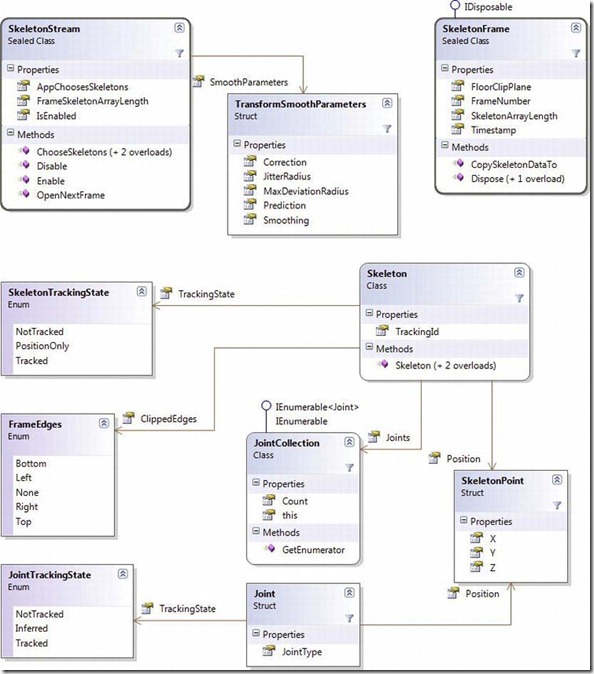 SkeletonStream
Sealed Class
Properties
AppChoosesSkeletons
FrameSkeletonArrayLength
IsEnabled
Methods
ChooseSkeletons (+ 2 overloads)
Disable
Enable
OpenNextFrame
SmoothParameters
TransformSmoothParameters
Struct
Properties
Correction
JitterRadius
MaxDeviationRadius
Prediction
Smoothing
IDisposable
SkeletonFrame
Sealed Class
Properties
FloorClipPlane
FrameNumber
SkeletonArrayLength
Timestamp
Methods
CopySkeletonDataTo
Dispose (+ 1 overload)
SkeletonTrackingState
Enum
NotTracked
PositionOnly
Tracked
TrackingState
Skeleton
Class
Properties
TrackingId
Methods
Skeleton (+ 2 overloads)
FrameEdges
Enum
Bottom
Left
None
Right
Top
ClippedEdges
IEnumerable<Joint>
IEnumerable
JointCollection
Class
Properties
Count
this
Methods
GetEnumerator
Joints
Position
SkeletonPoint
Struct
Properties
X
Y
Z
JointTrackingState
Enum
NotTracked
Inferred
Tracked
TrackingState
Joint
Struct
Properties
JointType
Position